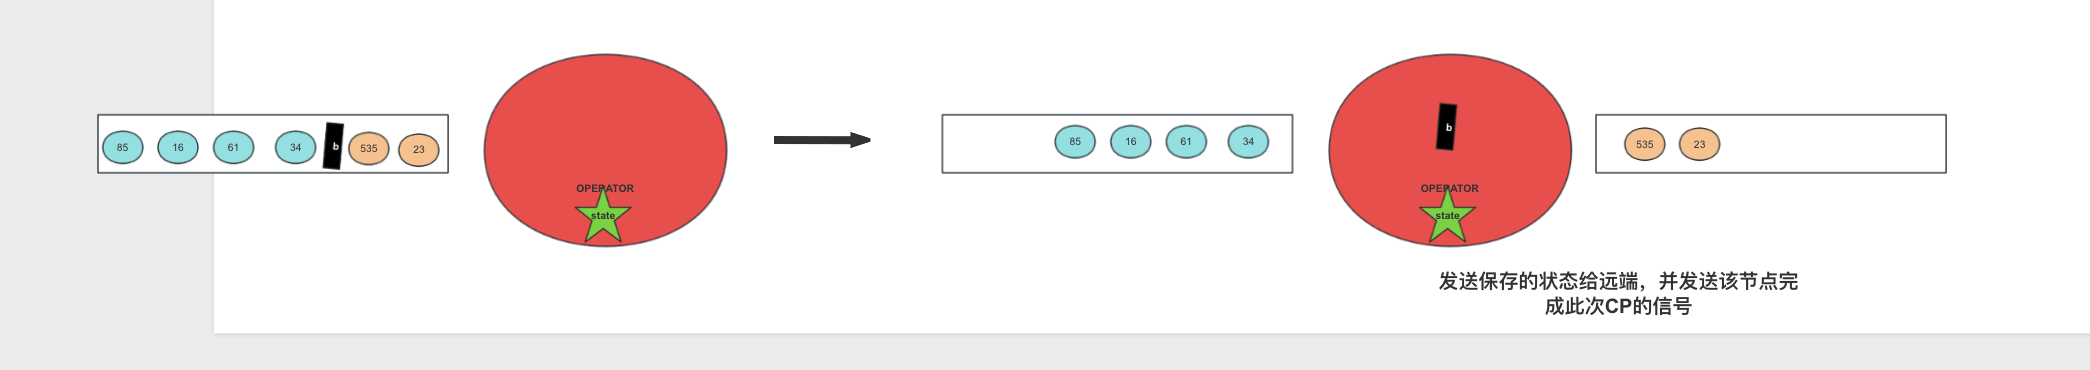 85 16 61 34 b 535 23
OPERATOR
state
85 16 61 34
b
OPERATOR
state
535 23
发送保存的状态给远端，并发送该节点完
成此次CP的信号